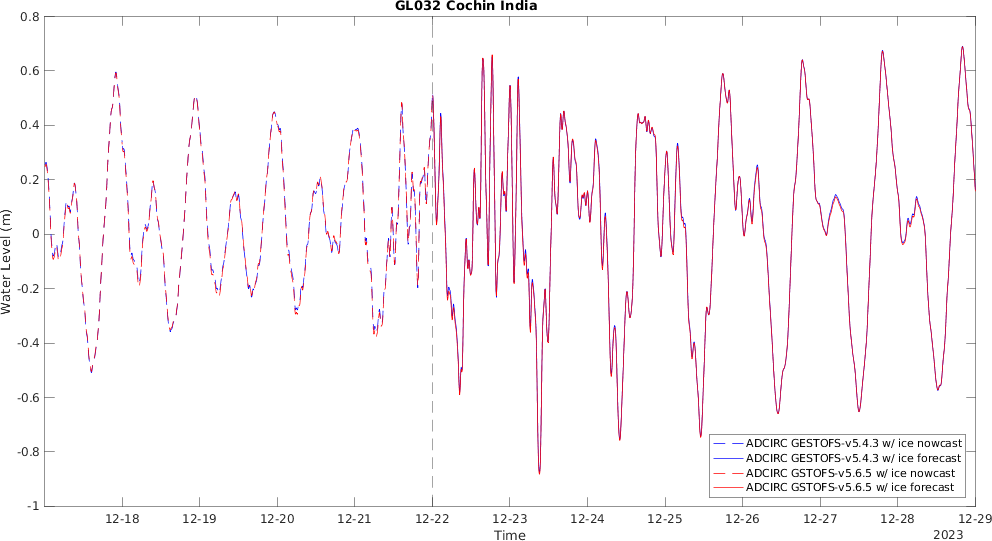 GL032 Cochin India
0.8
0.6
0.4
0.2
0
-0.2
-0.4
-0.6
-0.8
-1
Water Level (m)
ADCIRC GESTOFS-v5.4.3 w/ ice nowcast
ADCIRC GESTOFS-v5.4.3 w/ ice forecast
ADCIRC GSTOFS-v5.6.5 w/ ice nowcast
ADCIRC GSTOFS-v5.6.5 w/ ice forecast
12-18 12-19 12-20 12-21 12-22 12-23 12-24 12-25 12-26 12-27 12-28 12-29
Time
2023